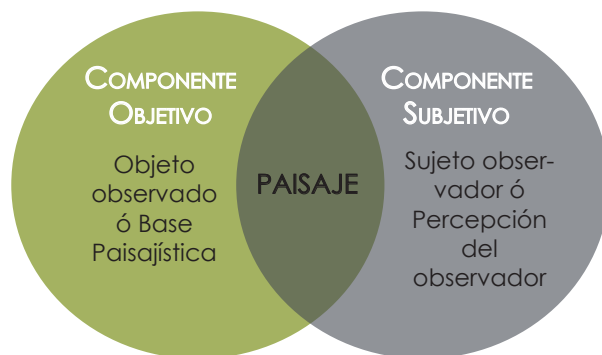 COMPONENTE
OBJETIVO
Objeto
observado
ó Base
Paisajística
PAISAJE
COMPONENTE
SUBJETIVO
Sujeto obser-
vador ó
Percepción
del
observador